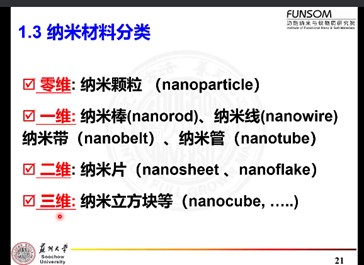 FUNSOM
功能纳米与软物质研究院
Institute of Functional Nano & Soft Materials
1.3 纳米材料分类
☑ 零维: 纳米颗粒 （nanoparticle）
☑ 一维: 纳米棒(nanorod)、纳米线(nanowire)
纳米带（nanobelt）、纳米管（nanotube）
☑ 二维: 纳米片（nanosheet 、nanoflake）
☑ 三维: 纳米立方块等（nanocube, …..)
苏州大学
Soochow
University
21